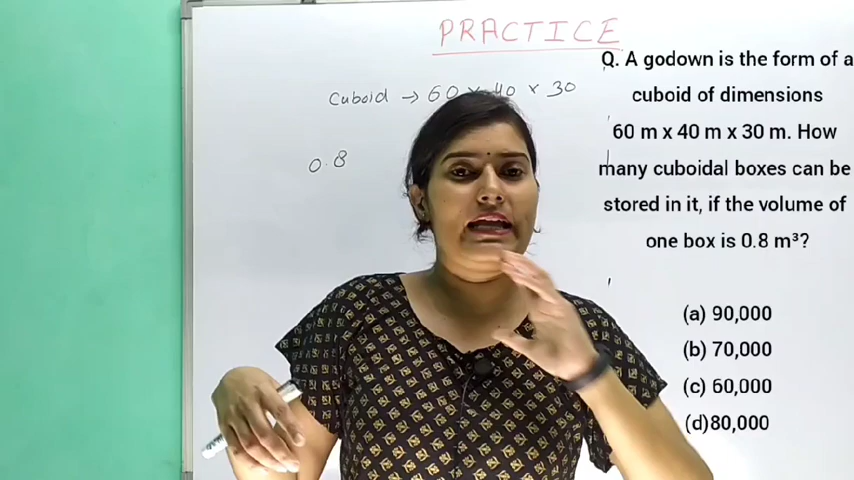 PRACTICE
Cuboid → 60 × 40 × 30
0.8
Q. A godown is the form of a
cuboid of dimensions
60 m x 40 m x 30 m. How
many cuboidal boxes can be
stored in it, if the volume of
one box is 0.8 m³?
(a) 90,000
(b) 70,000
(c) 60,000
(d)80,000